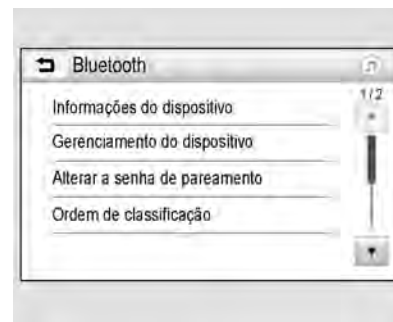 Bluetooth
1/2
Informações do dispositivo
Gerenciamento do dispositivo
Alterar a senha de pareamento
Ordem de classificação